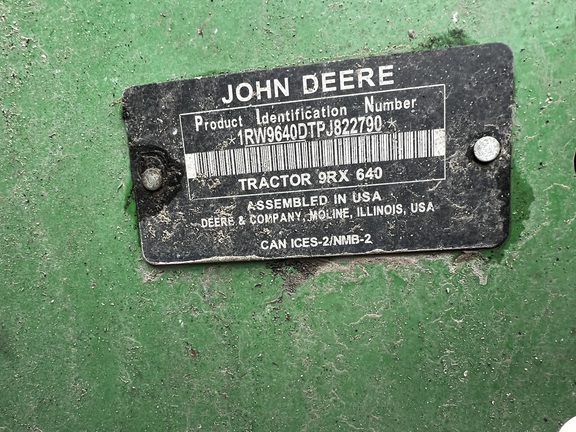 JOHN DEERE
Product Identification Number
*1RW9640DTPJ822790*
TRACTOR 9RX 640
ASSEMBLED IN USA
DEERE & COMPANY, MOLINE, ILLINOIS, USA
CAN ICES-2/NMB-2